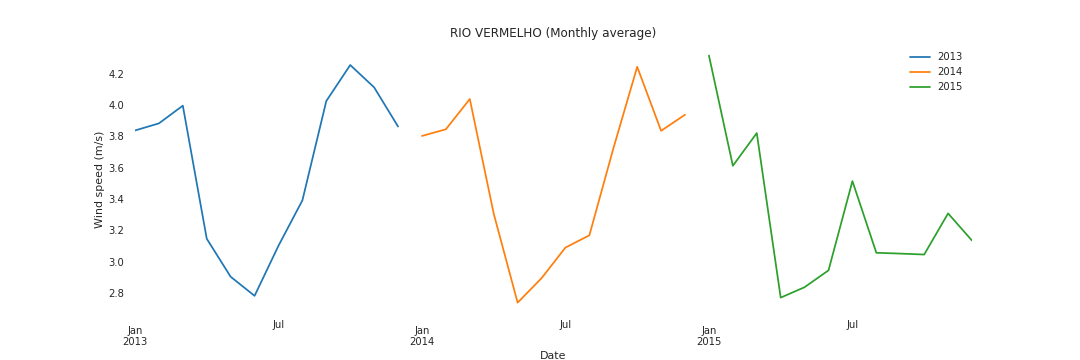 RIO VERMELHO (Monthly average)
2013
2014
2015
4.2
4.0
3.8
3.6
3.4
3.2
3.0
2.8
Wind speed (m/s)
Jan
2013
Jul
Jan
2014
Jul
Jan
2015
Jul
Date